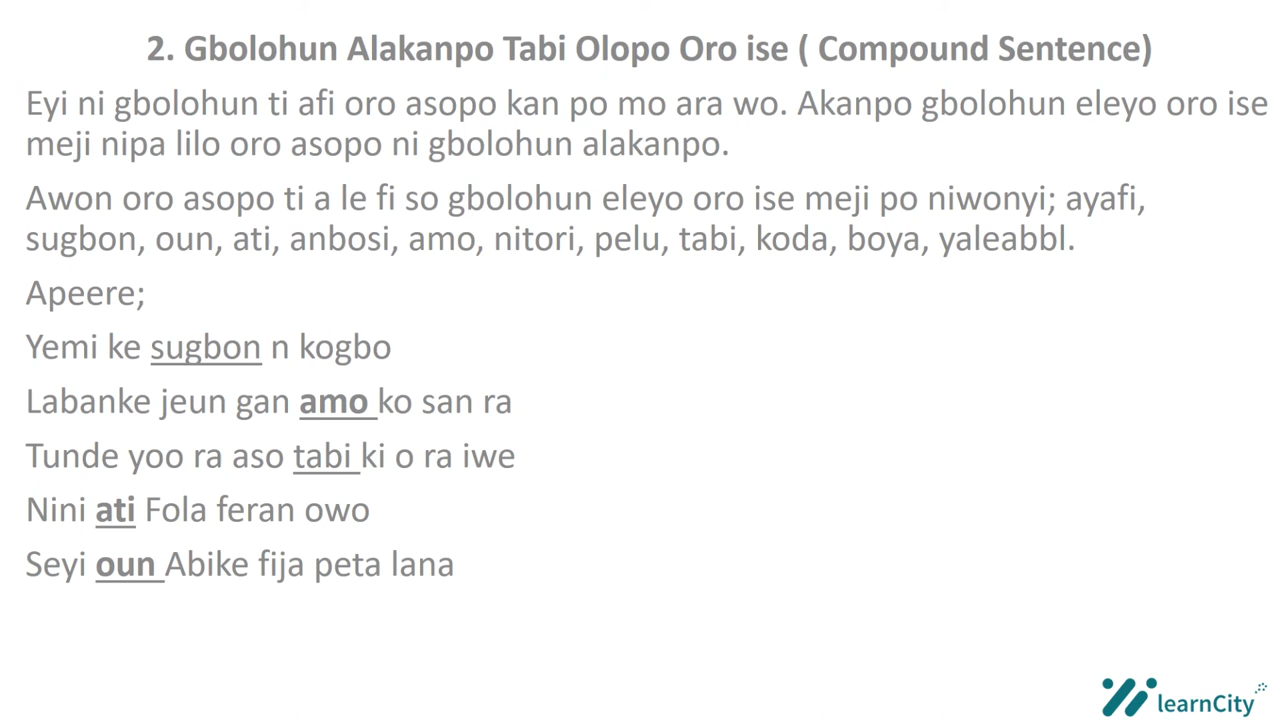 2. Gbolohun Alakanpo Tabi Olopo Oro ise ( Compound Sentence)
Eyi ni gbolohun ti afi oro asopo kan po mo ara wo. Akanpo gbolohun eleyo oro ise
meji nipa lilo oro asopo ni gbolohun alakanpo.
Awon oro asopo ti a le fi so gbolohun eleyo oro ise meji po niwonyi; ayafi,
sugbon, oun, ati, anbosi, amo, nitori, pelu, tabi, koda, boya, yaleabbl.
Apeere;
Yemi ke sugbon n kogbo
Labanke jeun gan amo ko san ra
Tunde yoo ra aso tabi ki o ra iwe
Nini ati Fola feran owo
Seyi oun Abike fija peta lana
learnCity